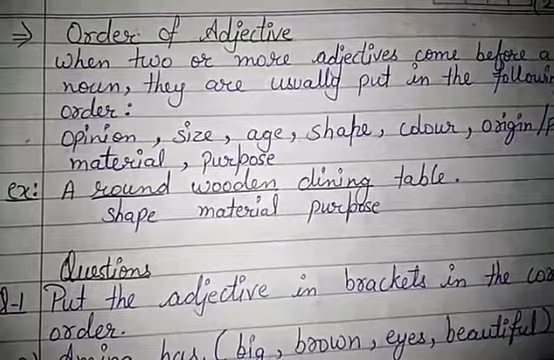 ⇒ Order of Adjective
When two or more adjectives come before a
noun, they are usually put in the
order:
Opinion, size, age, shape, colour, origin/
material, purpose
ex: A round wooden dining table.
shape material purpose
Questions
Q-1 Put the adjective in brackets in the
order.
has (big, brown, eyes, beautiful)